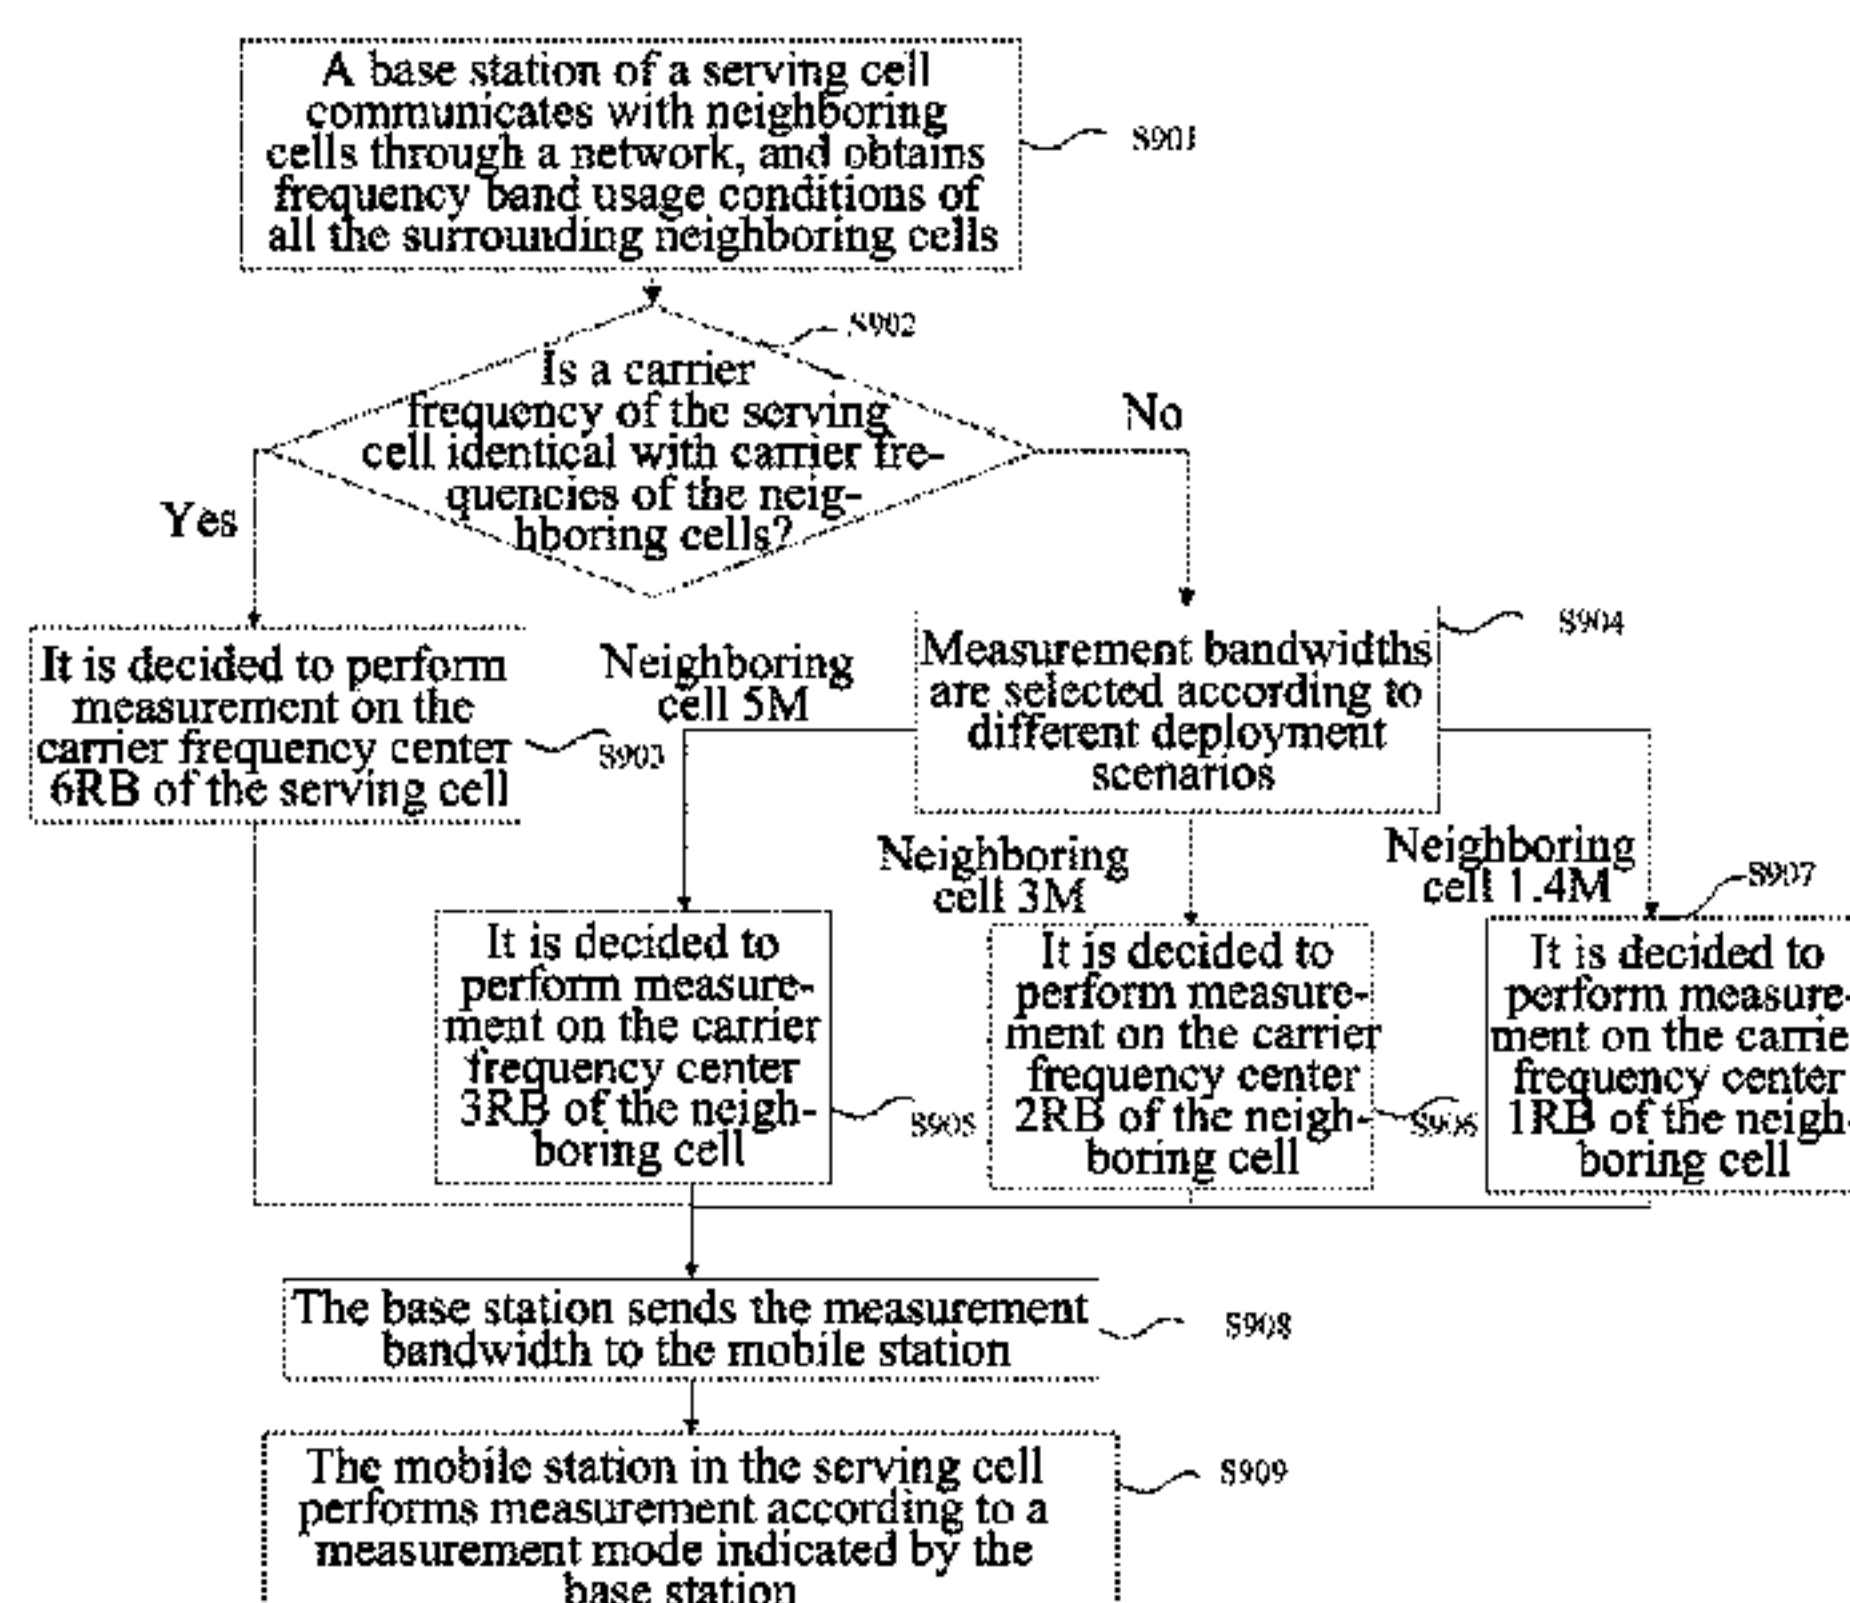 A base station of a serving cell
communicates with neighboring
cells through a network, and obtains
frequency band usage conditions of
all the surrounding neighboring cells
S901
S902
Is a carrier
frequency of the serving
cell identical with carrier fre-
quencies of the neig-
hboring cells?
Yes
No
It is decided to perform
measurement on the
carrier frequency center
6RB of the serving cell
S903
Measurement bandwidths
are selected according to
different deployment
scenarios
S904
Neighboring
cell 5M
Neighboring
cell 3M
Neighboring
cell 1.4M
It is decided to
perform measure-
ment on the carrier
frequency center
3RB of the neigh-
boring cell
S905
It is decided to
perform measure-
ment on the carrier
frequency center
2RB of the neigh-
boring cell
S906
S907
It is decided to
perform measure-
ment on the carrie
frequency center
1RB of the neigh-
boring cell
The base station sends the measurement
bandwidth to the mobile station
S908
The mobile station in the serving cell
performs measurement according to a
measurement mode indicated by the
base station
S909